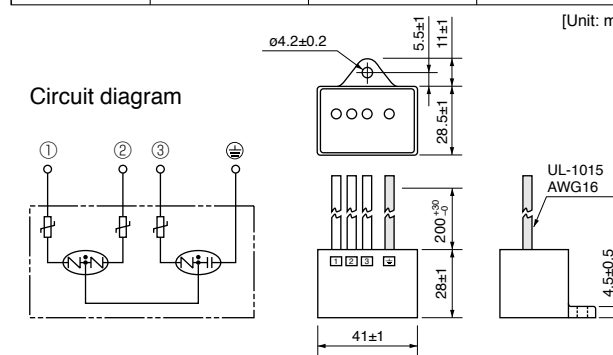 [Unit: m
ø4.2±0.2
5.5±1
11±1
Circuit diagram
28.5±1
① ② ③
UL-1015
AWG16
200+30-0
1 2 3
28±1
4.5±0.5
41±1